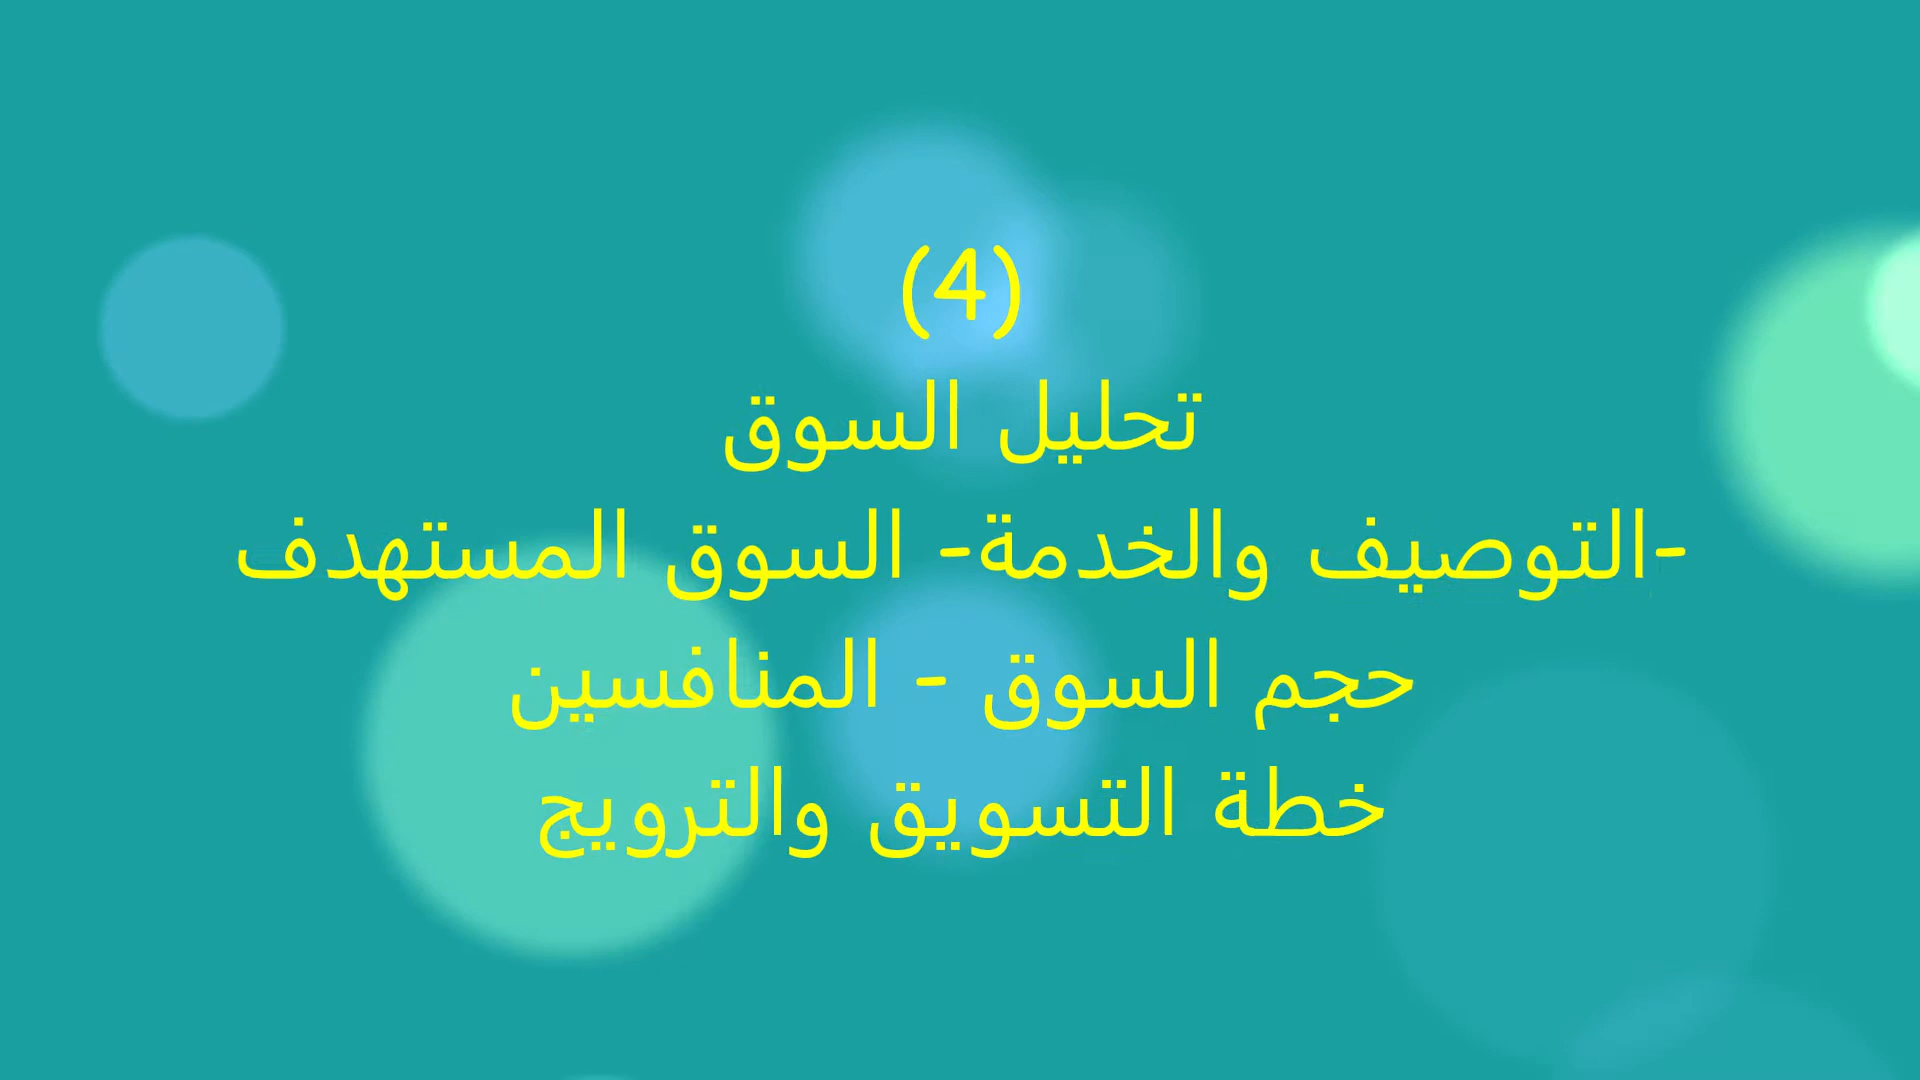 (4)
تحليل السوق
-التوصيف والخدمة- السوق المستهدف
حجم السوق - المنافسين
خطة التسويق والترويج